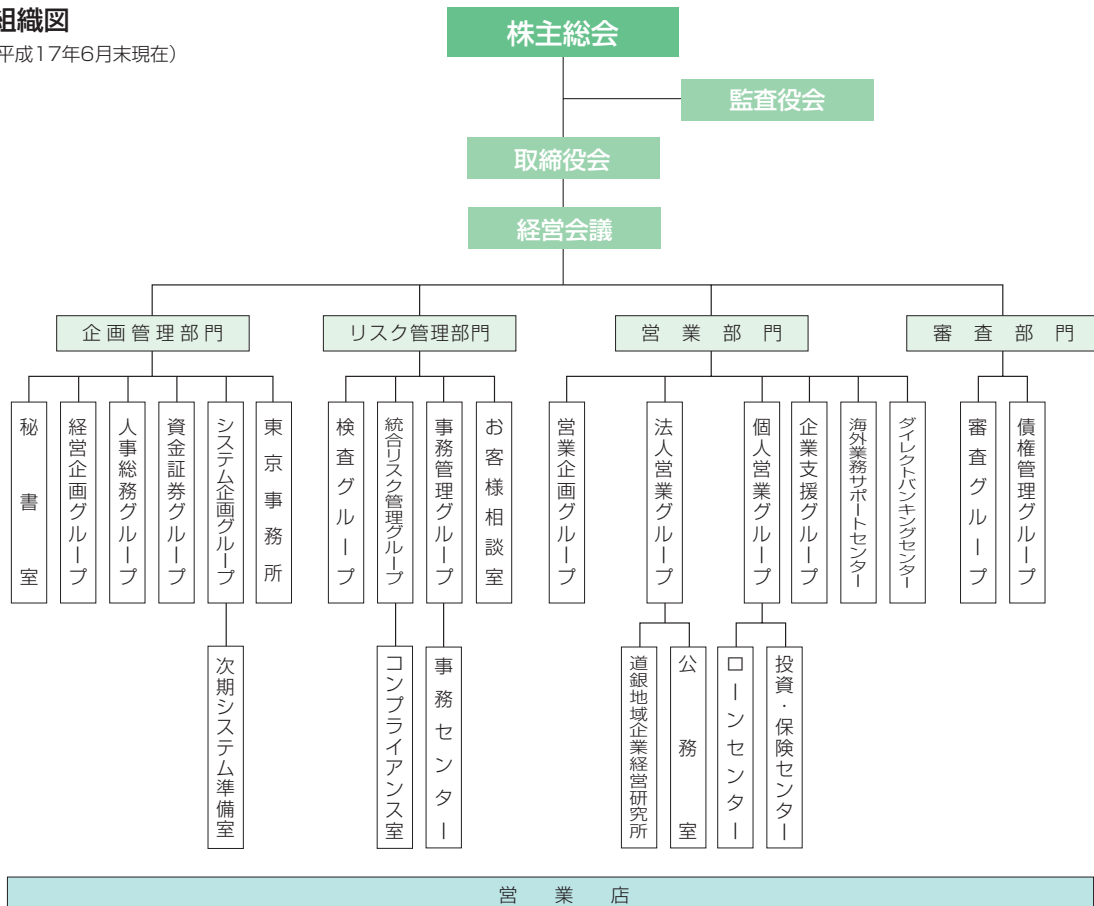 組織図
平成17年6月末現在）
株主総会
監査役会
取締役会
経営会議
企画管理部門
リスク管理部門
営業部門
審査部門
秘書室
経営企画グループ
人事総務グループ
資金証券グループ
システム企画グループ
東京事務所
検査グループ
統合リスク管理グループ
事務管理グループ
お客様相談室
営業企画グループ
法人営業グループ
個人営業グループ
企業支援グループ
海外業務サポートセンター
ダイレクトバンキングセンター
審査グループ
債権管理グループ
次期システム準備室
コンプライアンス室
事務センター
道銀地域企業経営研究所
公務室
ローンセンター
投資・保険センター
営業店